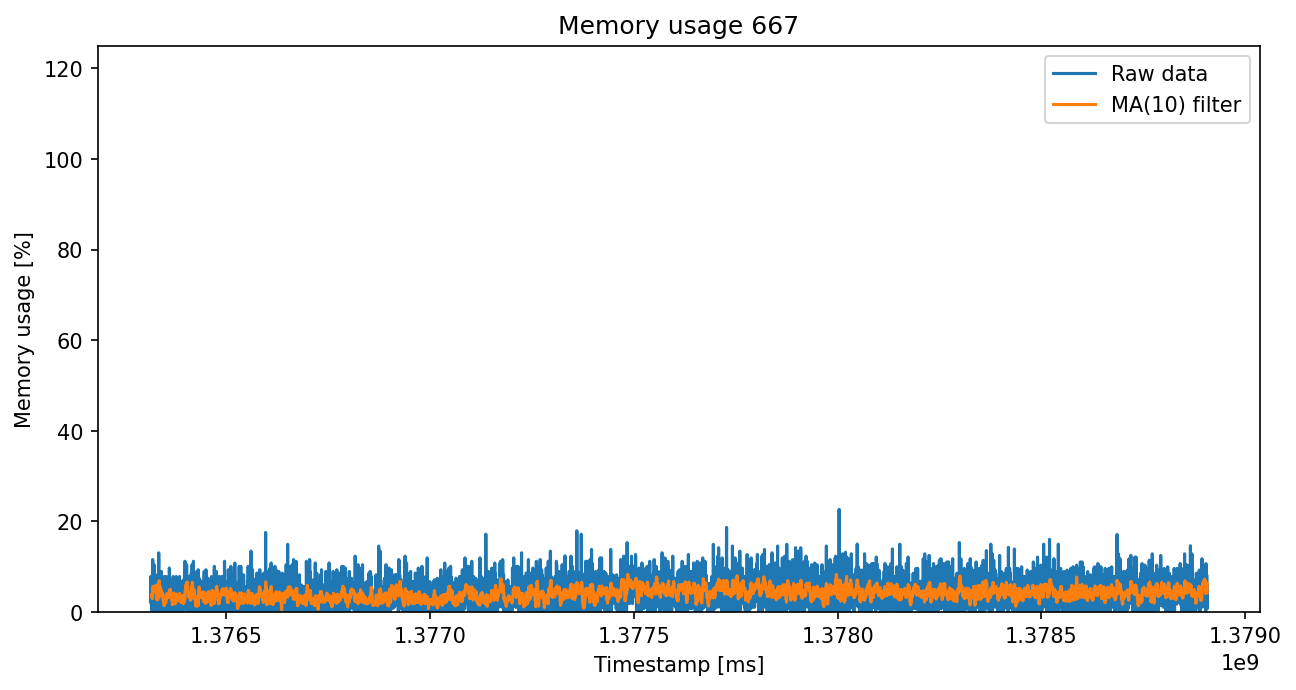 Memory usage 667
Raw data
MA(10) filter
Memory usage [%]
120
100
80
60
40
20
0
1.3765 1.3770 1.3775 1.3780 1.3785 1.3790
1e9
Timestamp [ms]